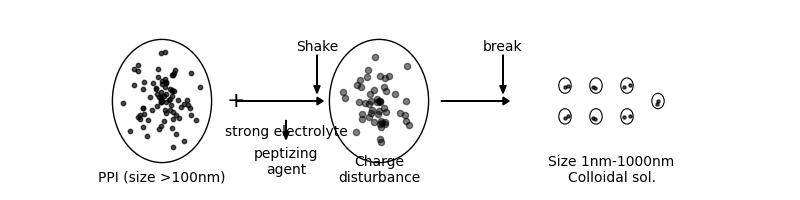 Shake
break
+
strong electrolyte
peptizing
agent
Charge
disturbance
PPI (size >100nm)
Size 1nm-1000nm
Colloidal sol.